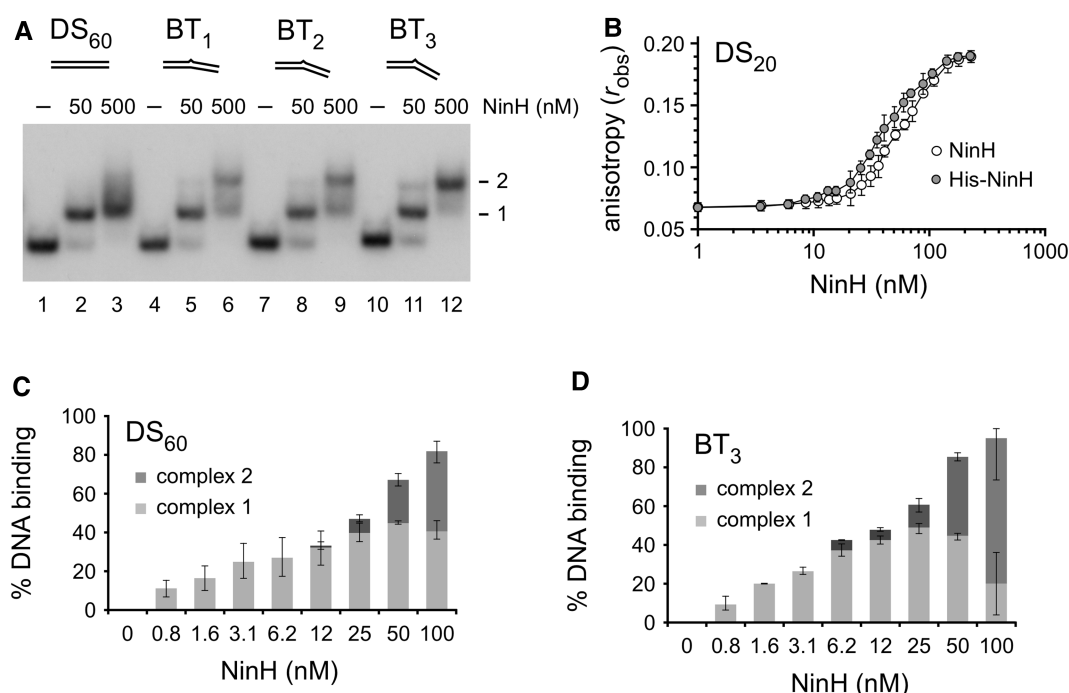 A
DS60 BT1 BT2 BT3
– 50 500 – 50 500 – 50 500 – 50 500 NinH (nM)
– 2
– 1
1 2 3 4 5 6 7 8 9 10 11 12
B
DS20
anisotropy (robs)
0.20
0.15
0.10
0.05
NinH
His-NinH
1 10 100 1000
NinH (nM)
C
DS60
complex 2
complex 1
% DNA binding
100
80
60
40
20
0
0 0.8 1.6 3.1 6.2 12 25 50 100
NinH (nM)
D
BT3
complex 2
complex 1
% DNA binding
100
80
60
40
20
0
0 0.8 1.6 3.1 6.2 12 25 50 100
NinH (nM)